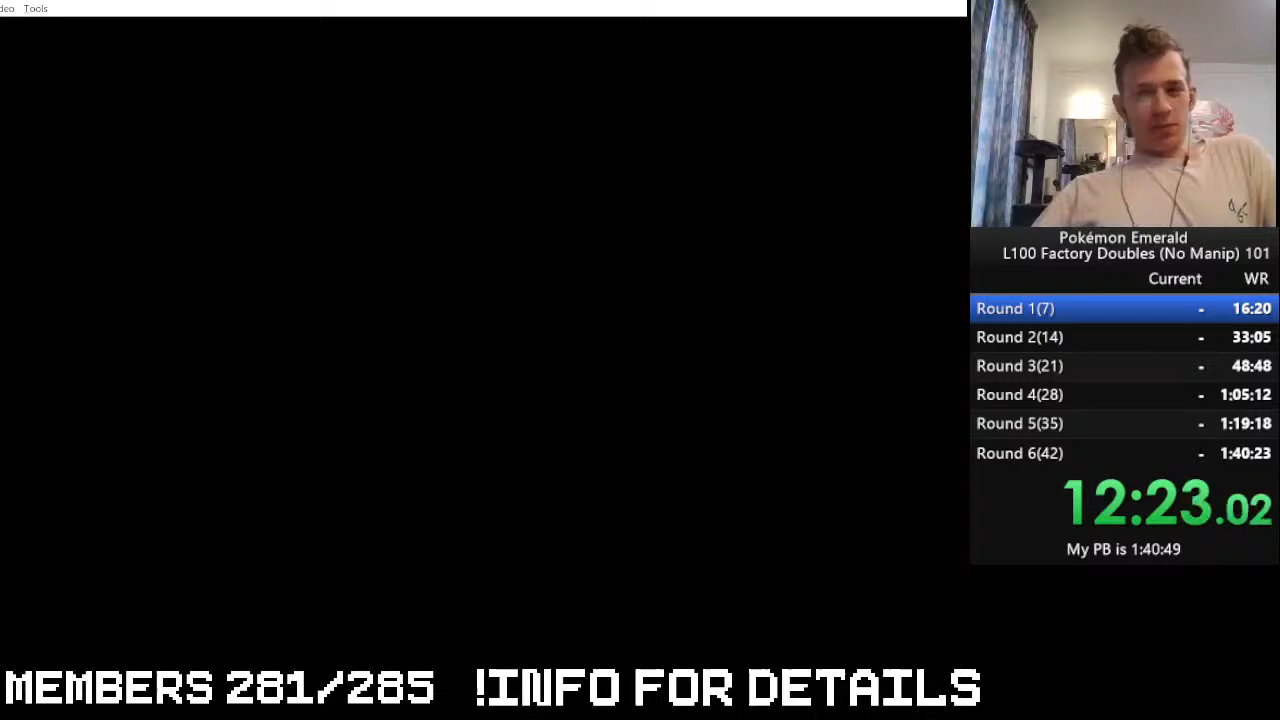 deo Tools
Pokémon Emerald
L100 Factory Doubles (No Manip) 101
Current WR
Round 1(7) - 16:20
Round 2(14) - 33:05
Round 3(21) - 48:48
Round 4(28) - 1:05:12
Round 5(35) - 1:19:18
Round 6(42) - 1:40:23
12:23.02
My PB is 1:40:49
MEMBERS 281/285 !INFO FOR DETAILS